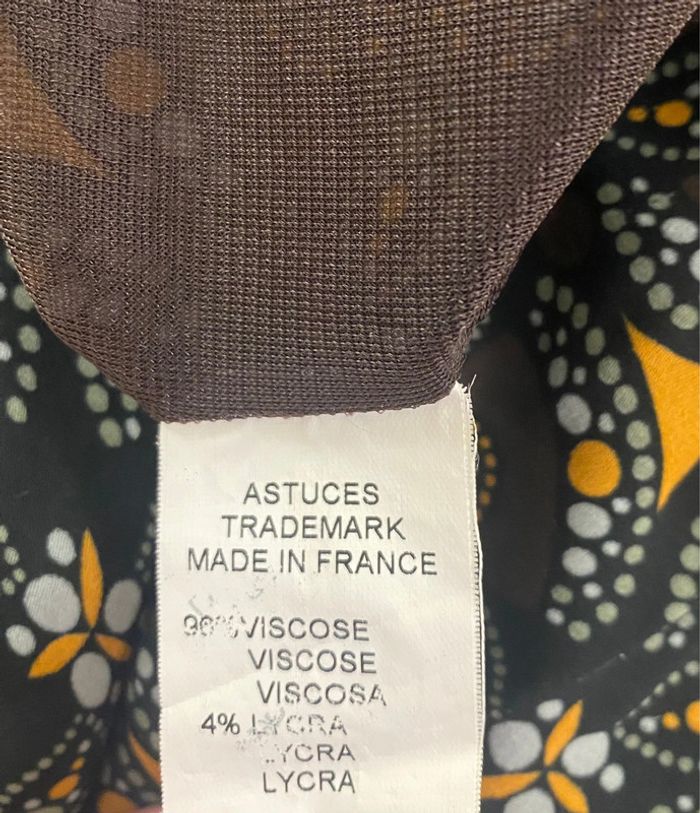 ASTUCES
TRADEMARK
MADE IN FRANCE
96% VISCOSE
VISCOSE
VISCOSA
4% LYCRA
LYCRA
LYCRA